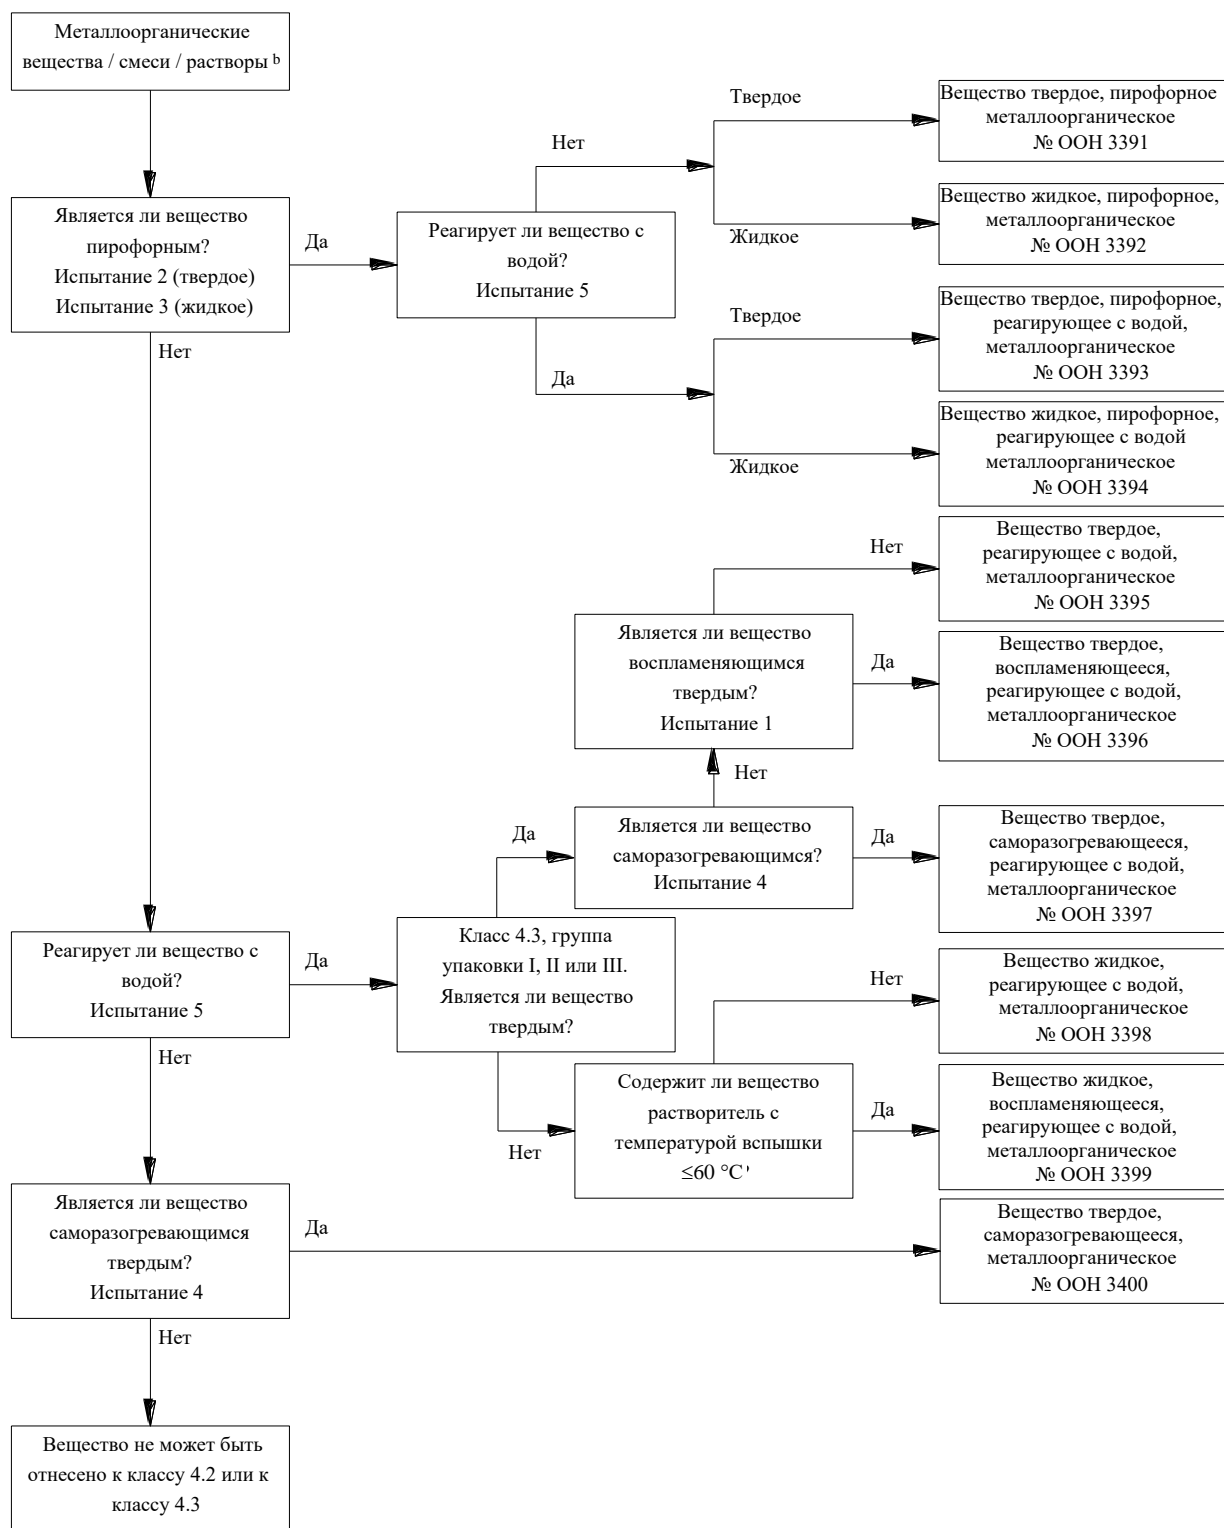 Металлоорганические
вещества / смеси / растворы b
Является ли вещество
пирофорным?
Испытание 2 (твердое)
Испытание 3 (жидкое)
Да
Нет
Реагирует ли вещество с
водой?
Испытание 5
Нет
Да
Твердое
Жидкое
Твердое
Жидкое
Вещество твердое, пирофорное
металлоорганическое
№ ООН 3391
Вещество жидкое, пирофорное,
металлоорганическое
№ ООН 3392
Вещество твердое, пирофорное,
реагирующее с водой,
металлоорганическое
№ ООН 3393
Вещество жидкое, пирофорное,
реагирующее с водой
металлоорганическое
№ ООН 3394
Вещество твердое,
реагирующее с водой,
металлоорганическое
№ ООН 3395
Нет
Является ли вещество
воспламеняющимся
твердым?
Испытание 1
Да
Вещество твердое,
воспламеняющееся,
реагирующее с водой,
металлоорганическое
№ ООН 3396
Нет
Да
Является ли вещество
саморазогревающимся?
Испытание 4
Да
Вещество твердое,
саморазогревающееся,
реагирующее с водой,
металлоорганическое
№ ООН 3397
Реагирует ли вещество с
водой?
Испытание 5
Да
Нет
Класс 4.3, группа
упаковки I, II или III.
Является ли вещество
твердым?
Нет
Нет
Вещество жидкое,
реагирующее с водой,
металлоорганическое
№ ООН 3398
Содержит ли вещество
растворитель с
температурой вспышки
≤60 °C
Да
Вещество жидкое,
воспламеняющееся,
реагирующее с водой,
металлоорганическое
№ ООН 3399
Является ли вещество
саморазогревающимся
твердым?
Испытание 4
Да
Вещество твердое,
саморазогревающееся,
металлоорганическое
№ ООН 3400
Нет
Вещество не может быть
отнесено к классу 4.2 или к
классу 4.3